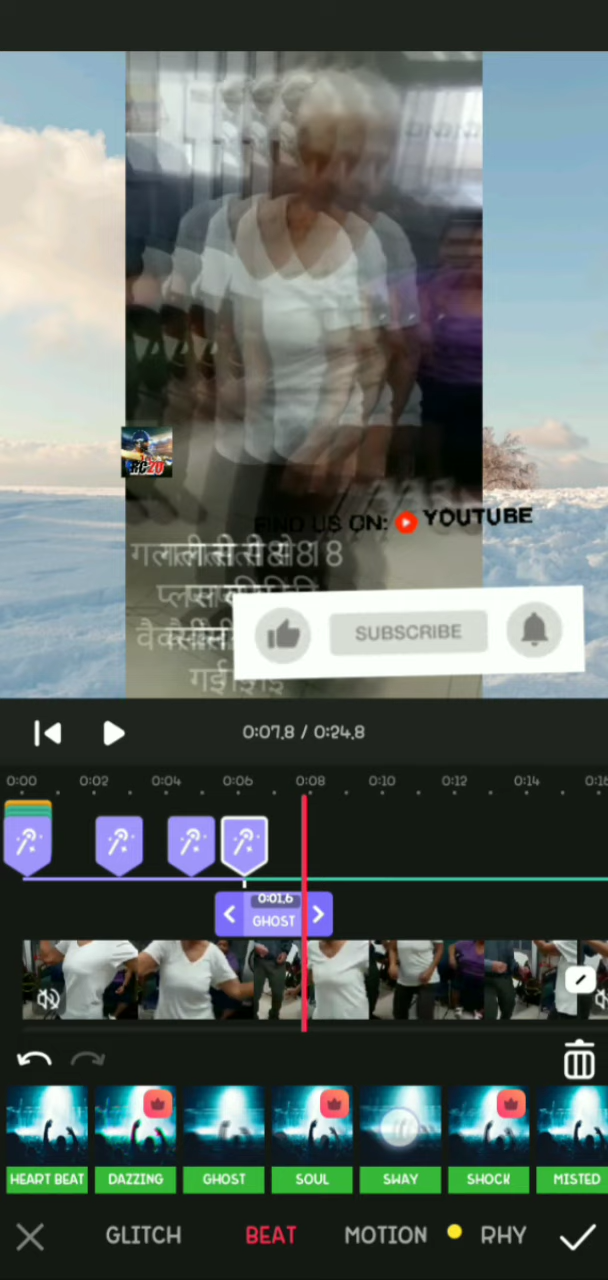 RC20
FIND US ON: YOUTUBE
SUBSCRIBE
0:07.8 / 0:24.8
0:00 0:02 0:04 0:06 0:08 0:10 0:12 0:14
0:01.6
GHOST
HEART BEAT DAZZING GHOST SOUL SWAY SHOCK MISTED
GLITCH BEAT MOTION RHY